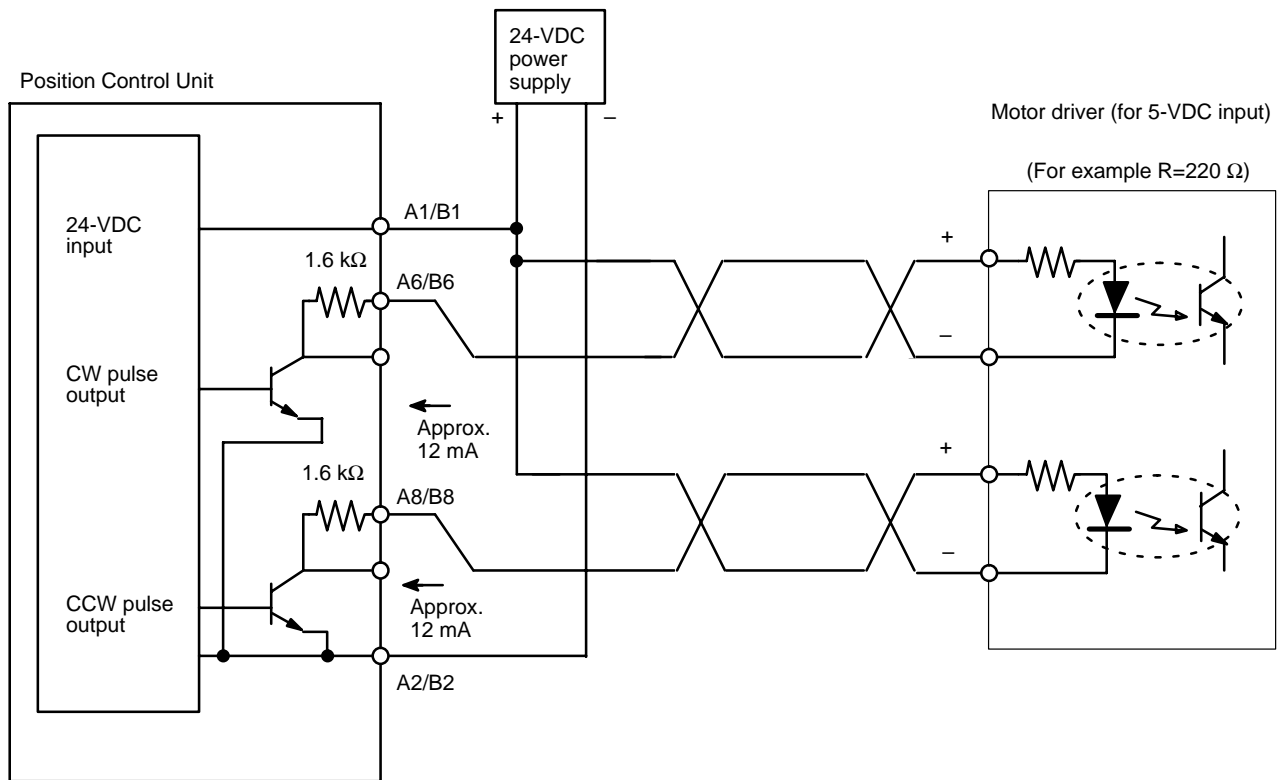 24-VDC
power
supply
Position Control Unit
+
–
Motor driver (for 5-VDC input)
(For example R=220 Ω)
24-VDC
input
A1/B1
+
1.6 kΩ
A6/B6
–
CW pulse
output
Approx.
12 mA
+
1.6 kΩ
A8/B8
–
CCW pulse
output
Approx.
12 mA
A2/B2